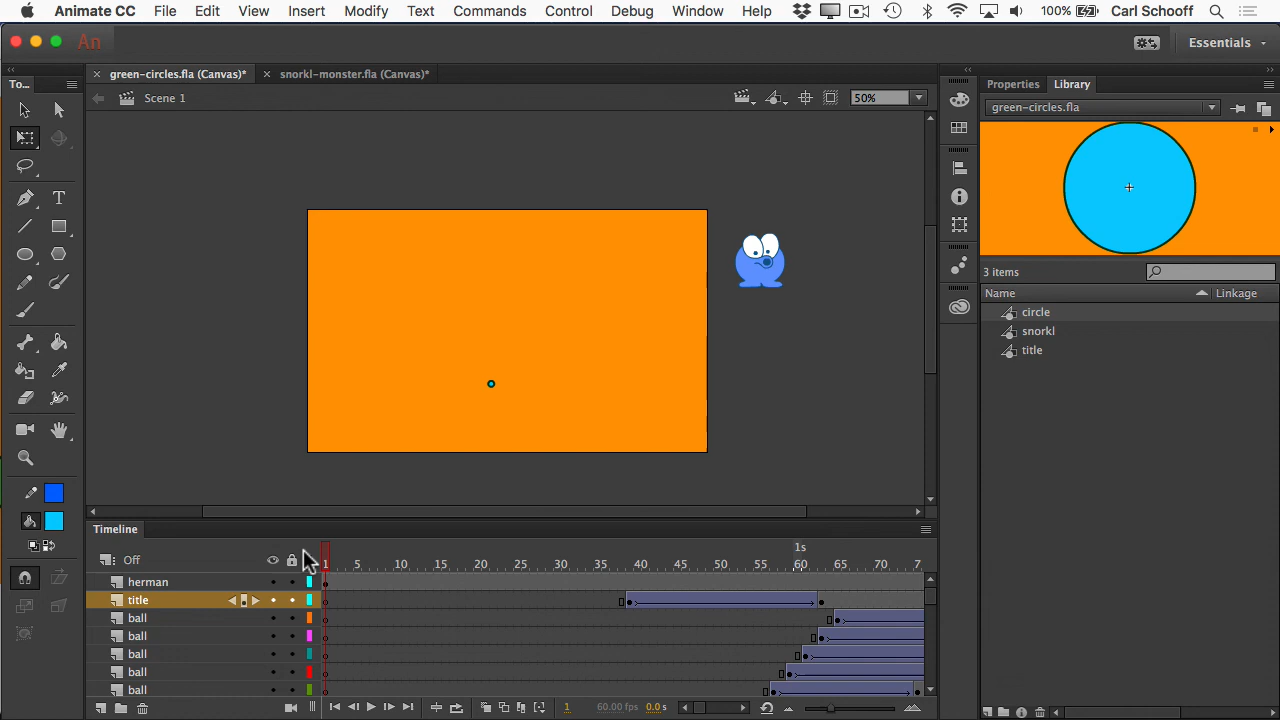 Animate CC File Edit View Insert Modify Text Commands Control Debug Window Help 100% Carl Schooff
An Essentials
To... green-circles.fla (Canvas)* snorkl-monster.fla (Canvas)* Properties Library
Scene 1 50% green-circles.fla
3 items
Name Linkage
circle
snorkl
title
Timeline
1s
Off 1 5 10 15 20 25 30 35 40 45 50 55 60 65 70 7
herman
title
ball
ball
ball
ball
ball
1 60.00 fps 0.0 s